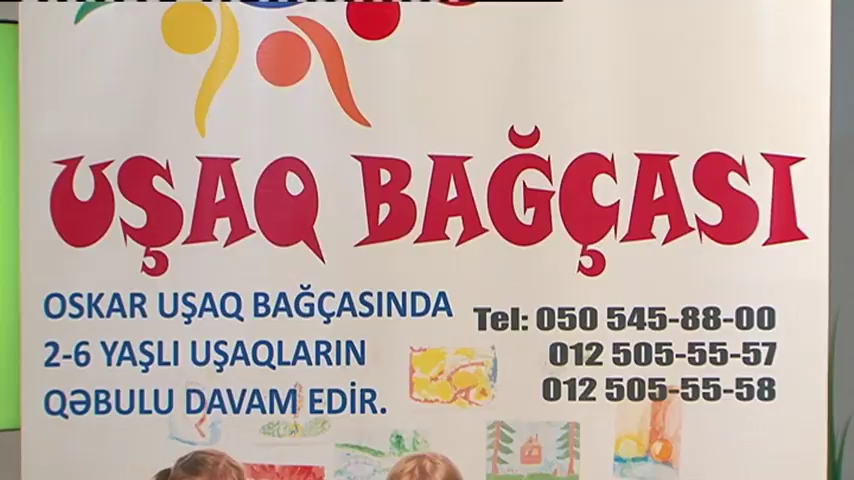 UŞAQ BAĞÇASI
OSKAR UŞAQ BAĞÇASINDA
2-6 YAŞLI UŞAQLARIN
QƏBULU DAVAM EDİR.
Tel: 050 545-88-00
012 505-55-57
012 505-55-58